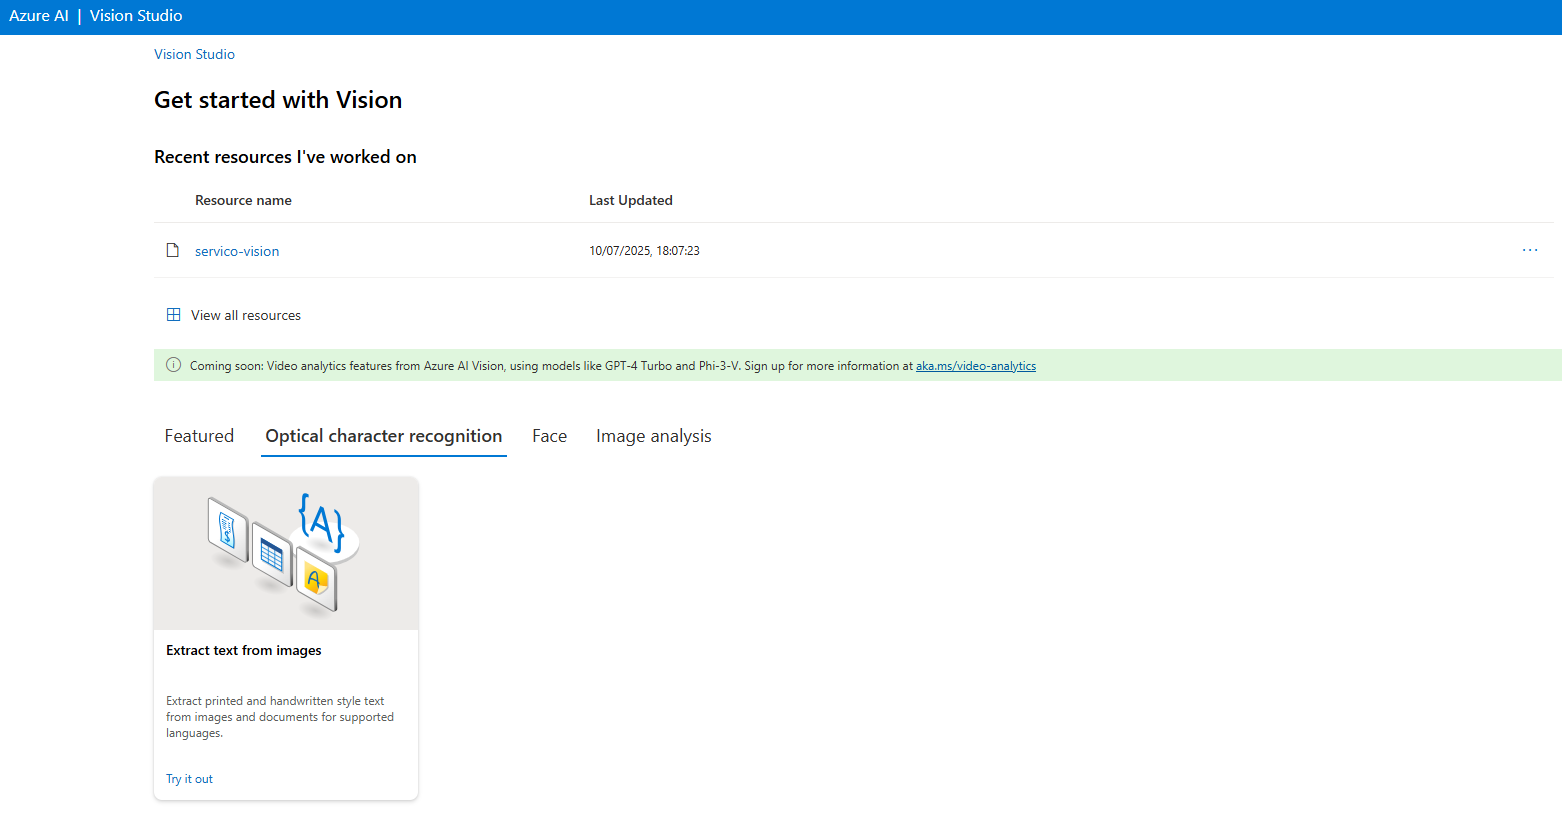 Azure AI | Vision Studio
Vision Studio
Get started with Vision
Recent resources I've worked on
Resource name Last Updated
servico-vision 10/07/2025, 18:07:23 ...
View all resources
Coming soon: Video analytics features from Azure AI Vision, using models like GPT-4 Turbo and Phi-3-V. Sign up for more information at aka.ms/video-analytics
Featured Optical character recognition Face Image analysis
{A}
$
A
Extract text from images
Extract printed and handwritten style text
from images and documents for supported
languages.
Try it out